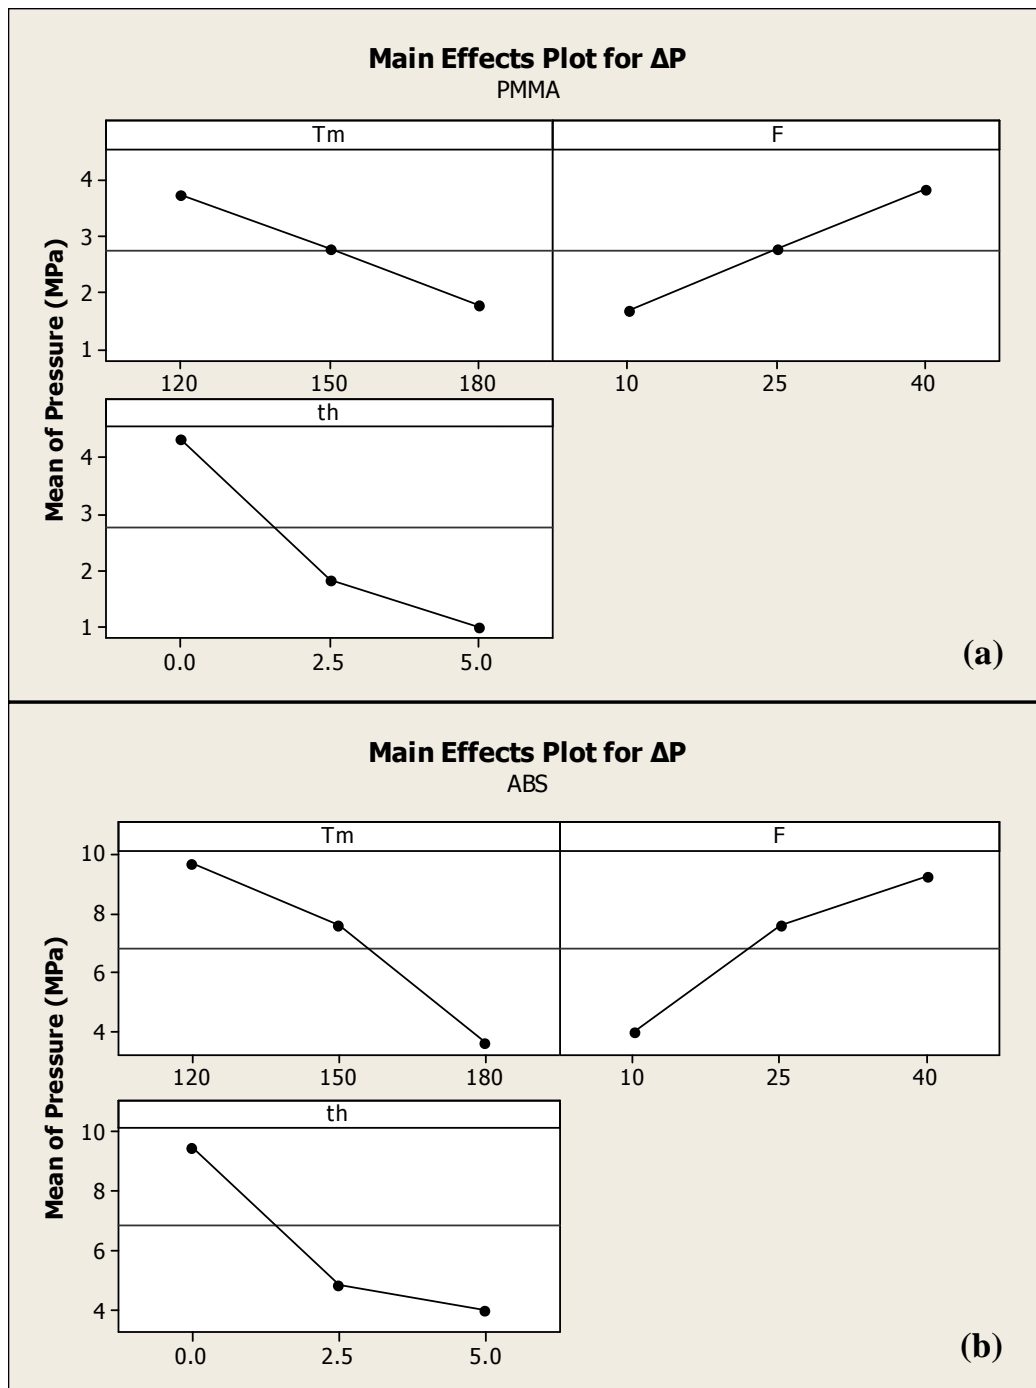 Main Effects Plot for ΔP
PMMA
Mean of Pressure (MPa)
Tm F
4
3
2
1
120 150 180 10 25 40
th
4
3
2
1
0.0 2.5 5.0
(a)
Main Effects Plot for ΔP
ABS
Mean of Pressure (MPa)
Tm F
10
8
6
4
120 150 180 10 25 40
th
10
8
6
4
0.0 2.5 5.0
(b)